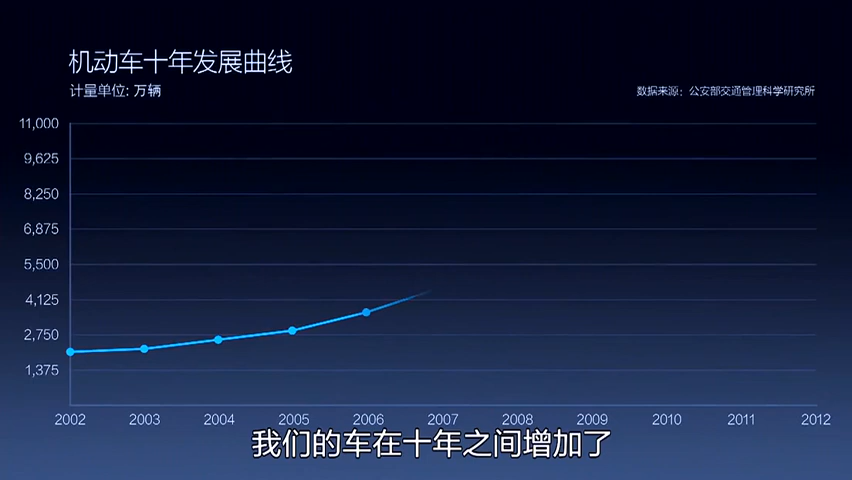 机动车十年发展曲线
计量单位: 万辆
数据来源：公安部交通管理科学研究所
11,000
9,625
8,250
6,875
5,500
4,125
2,750
1,375
2002 2003 2004 2005 2006 2007 2008 2009 2010 2011 2012
我们的车在十年之间增加了